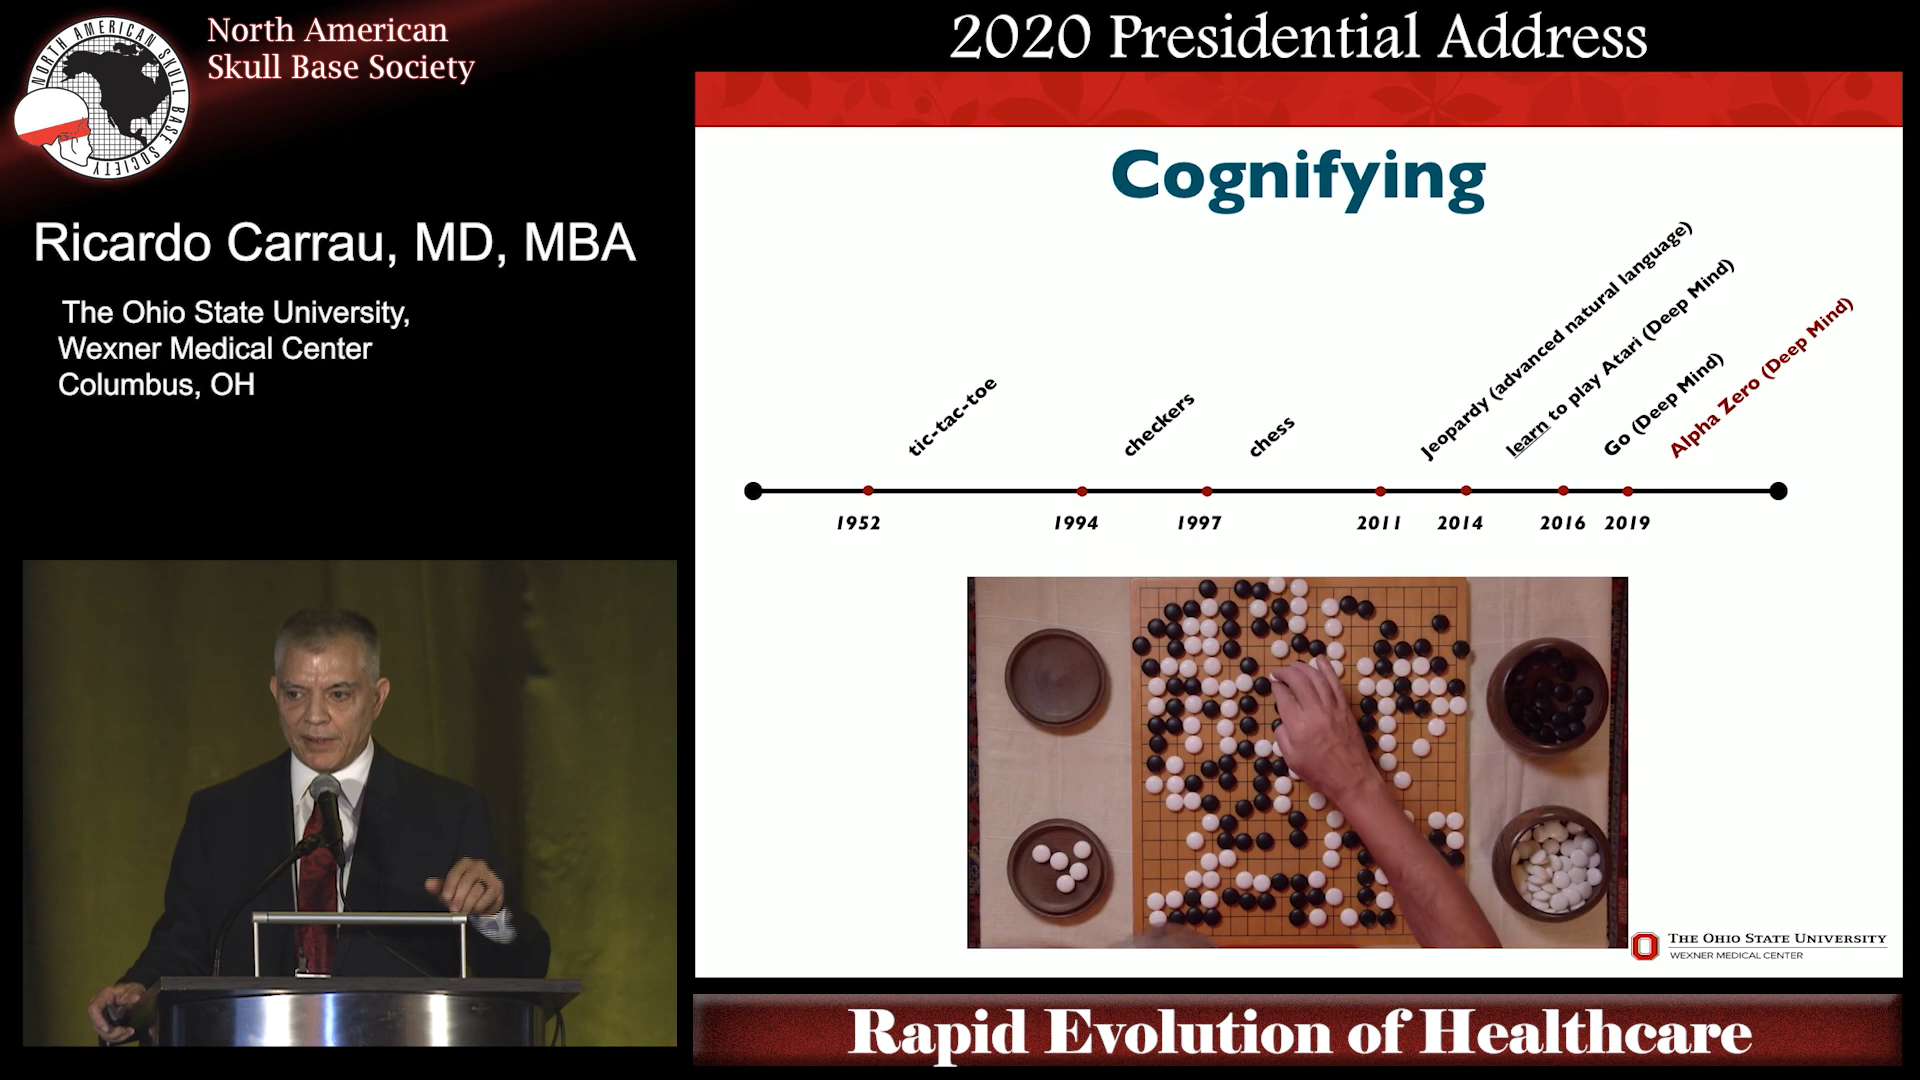 NORTH AMERICAN SKULL BASE SOCIETY
North American
Skull Base Society
Ricardo Carrau, MD, MBA
The Ohio State University,
Wexner Medical Center
Columbus, OH
2020 Presidential Address
Cognifying
tic-tac-toe
checkers
chess
Jeopardy (advanced natural language)
learn to play Atari (Deep Mind)
Go (Deep Mind)
Alpha Zero (Deep Mind)
1952
1994
1997
2011
2014
2016
2019
THE OHIO STATE UNIVERSITY
WEXNER MEDICAL CENTER
Rapid Evolution of Healthcare